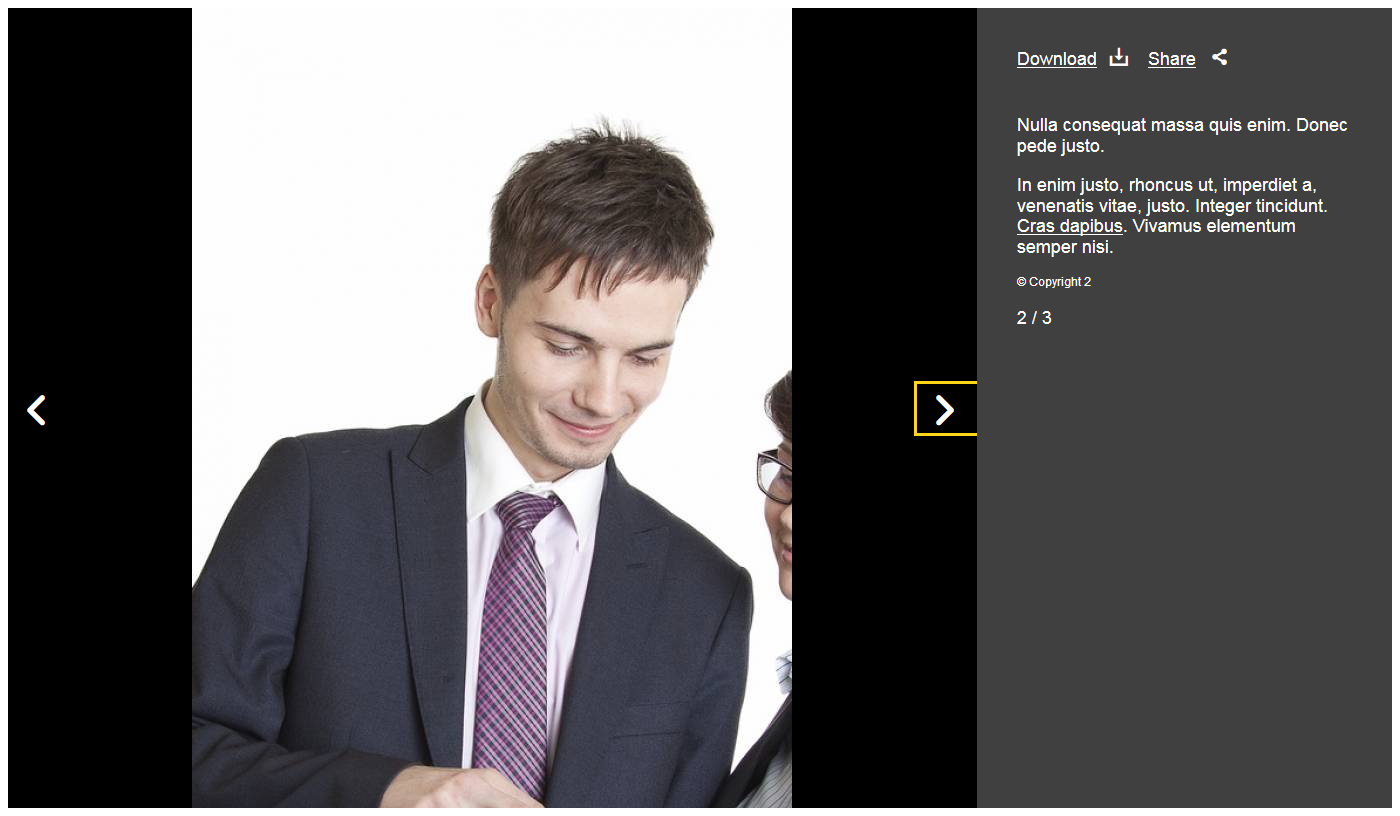 Download Share
Nulla consequat massa quis enim. Donec
pede justo.
In enim justo, rhoncus ut, imperdiet a,
venenatis vitae, justo. Integer tincidunt.
Cras dapibus. Vivamus elementum
semper nisi.
© Copyright 2
2 / 3